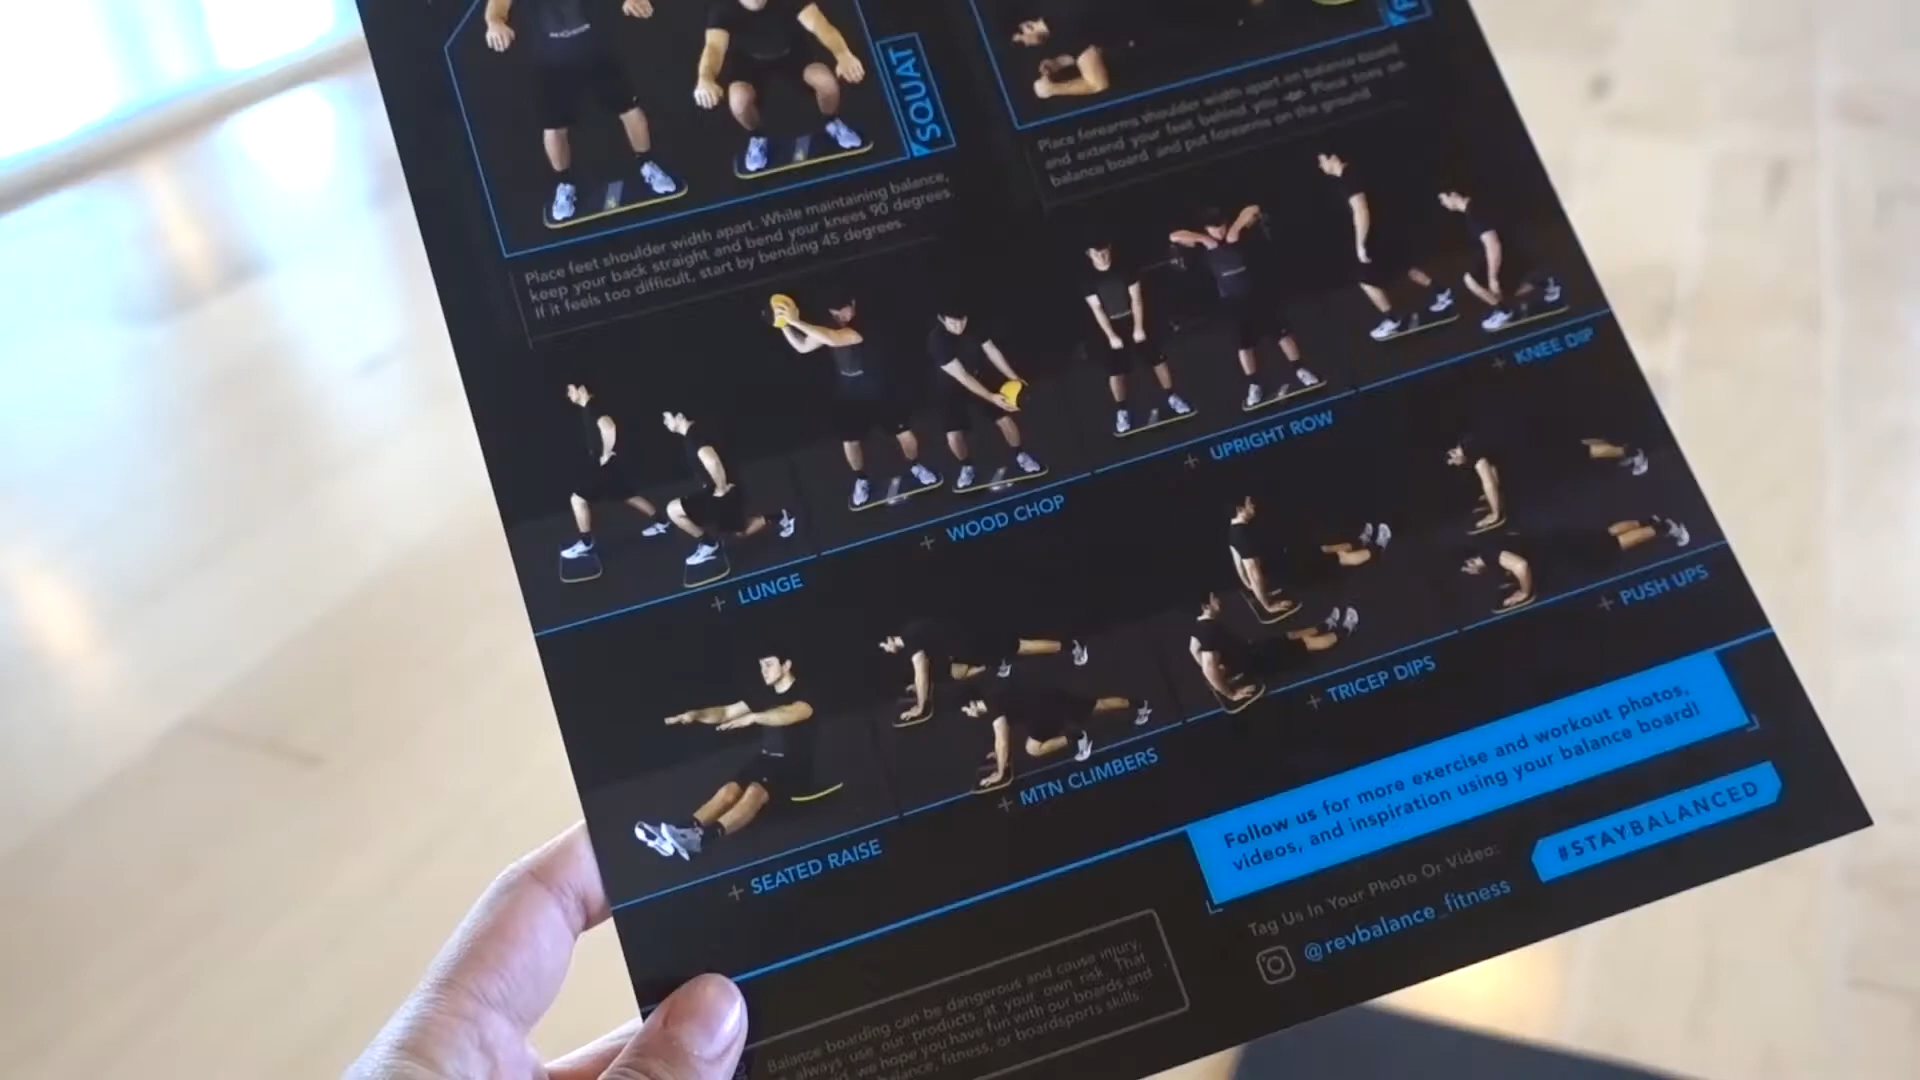 SQUAT
Place feet shoulder width apart. While maintaining balance,
keep your back straight and bend your knees 90 degrees.
If it feels too difficult, start by bending 45 degrees.
Place forearms shoulder width apart on balance board
and extend your feet behind you -or- Place toes on
balance board and put forearms on the ground.
+ LUNGE
+ WOOD CHOP
+ UPRIGHT ROW
+ KNEE DIP
+ SEATED RAISE
+ MTN CLIMBERS
+ TRICEP DIPS
+ PUSH UPS
Follow us for more exercise and workout photos,
videos, and inspiration using your balance board!
Tag Us In Your Photo Or Video:
@revbalance_fitness
#STAYBALANCED
Balance boarding can be dangerous and cause injury,
always use our products at your own risk. That
we hope you have fun with our boards and
balance, fitness, or boardsports skills.